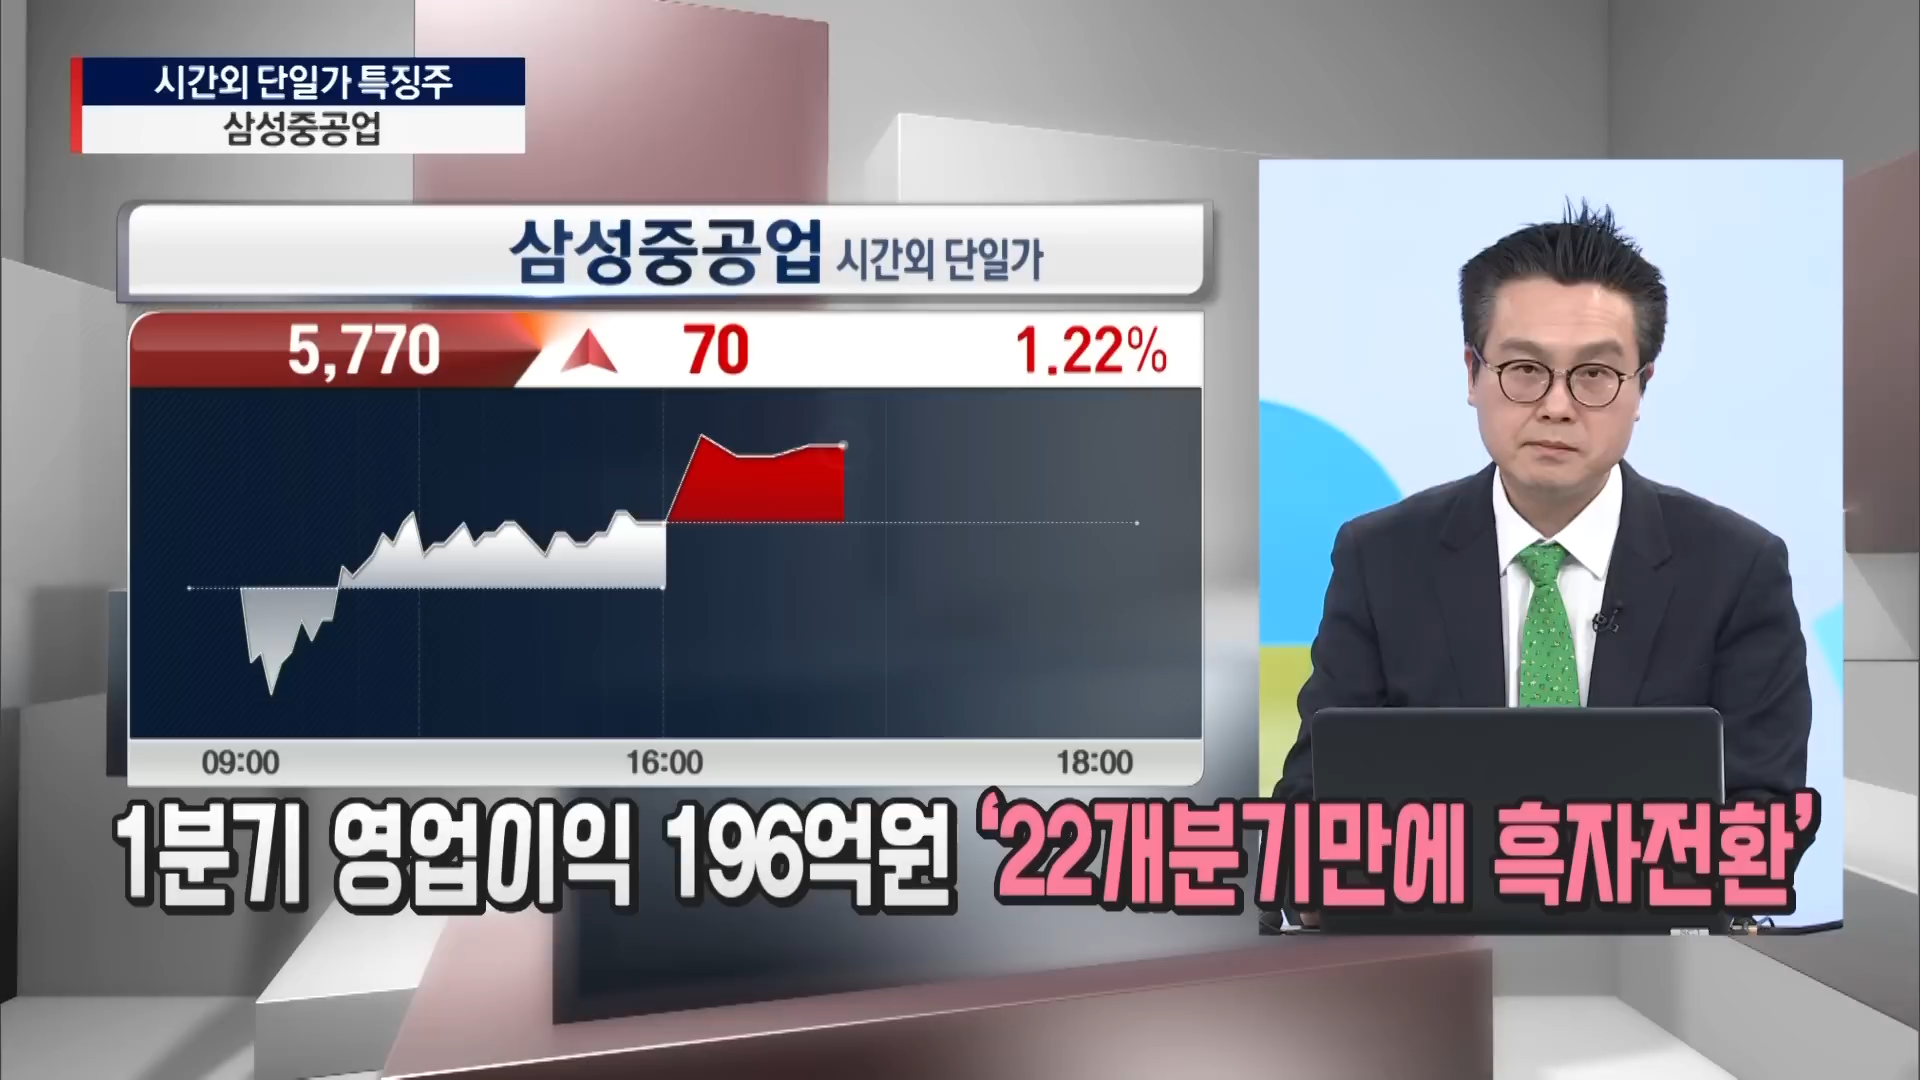 시간외 단일가 특징주
삼성중공업
삼성중공업 시간외 단일가
5,770 70 1.22%
09:00 16:00 18:00
1분기 영업이익 196억원 '22개분기만에 흑자전환'